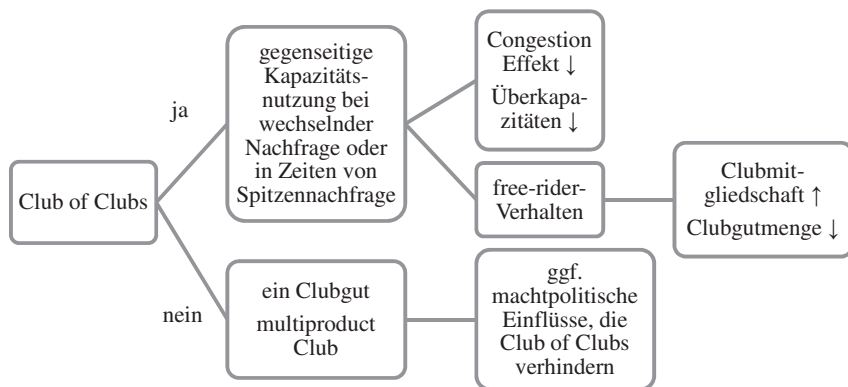 Club of Clubs
ja
gegenseitige
Kapazitäts-
nutzung bei
wechselnder
Nachfrage oder
in Zeiten von
Spitzennachfrage
Congestion
Effekt ↓
Überkapa-
zitäten ↓
free-rider-
Verhalten
Clubmit-
gliedschaft ↑
Clubgutmenge ↓
nein
ein Clubgut
multiproduct
Club
ggf.
machtpolitische
Einflüsse, die
Club of Clubs
verhindern